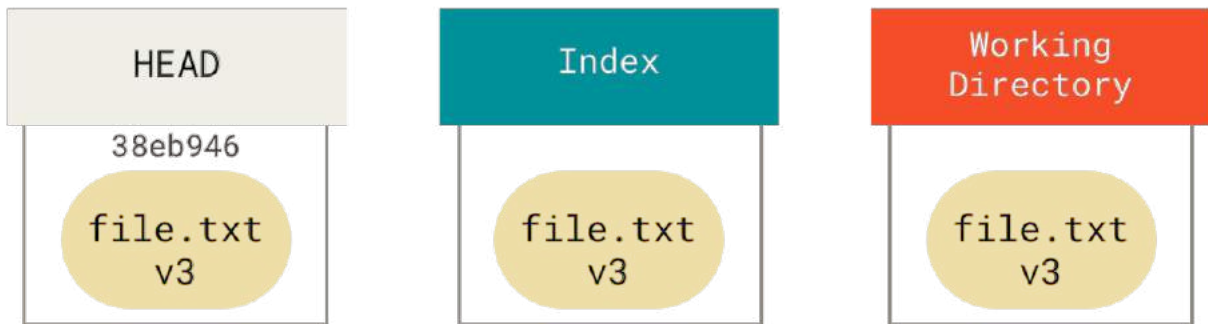 HEAD
Index
Working
Directory
38eb946
file.txt
v3
file.txt
v3
file.txt
v3